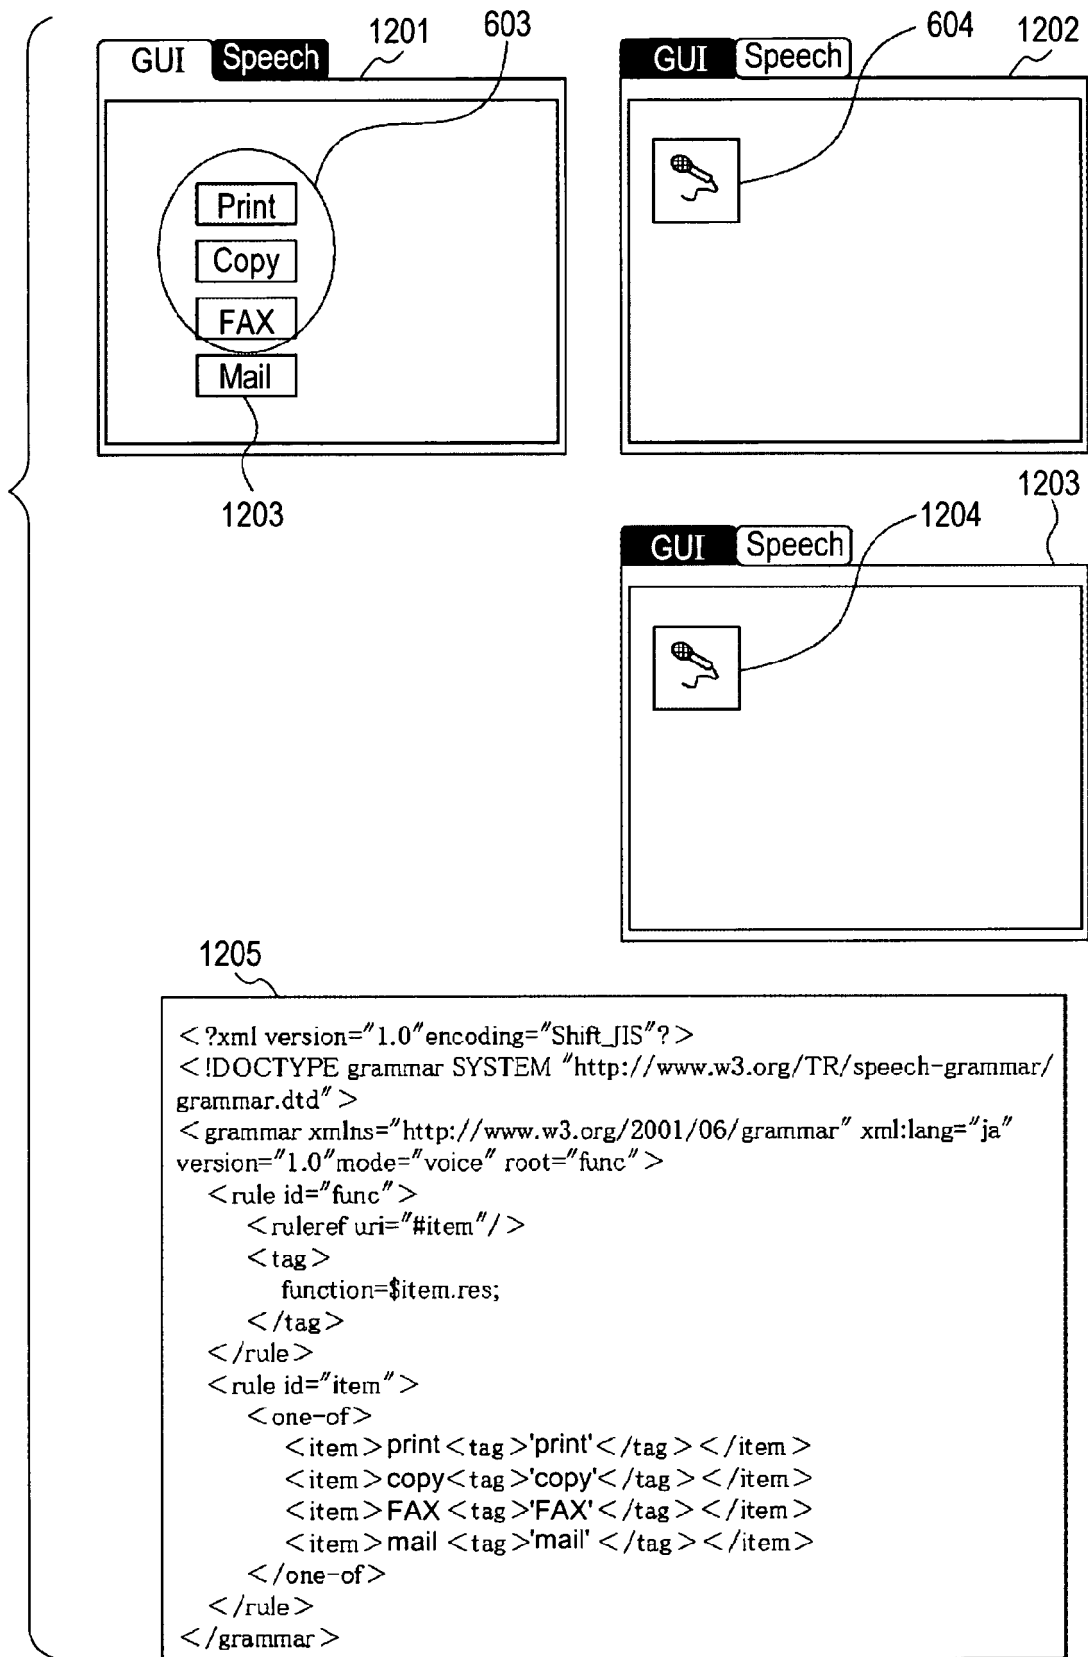 603
1201
GUI Speech
Print
Copy
FAX
Mail
1203
604
1202
GUI Speech
1203
1204
GUI Speech
1205
<?xml version="1.0"encoding="Shift_JIS"?>
<!DOCTYPE grammar SYSTEM "http://www.w3.org/TR/speech-grammar/
grammar.dtd">
<grammar xmlns="http://www.w3.org/2001/06/grammar" xml:lang="ja"
version="1.0"mode="voice" root="func">
<rule id="func">
<ruleref uri="#item"/>
<tag>
function=$item.res;
</tag>
</rule>
<rule id="item">
<one-of>
<item>print<tag>'print'</tag></item>
<item>copy<tag>'copy'</tag></item>
<item>FAX <tag>'FAX'</tag></item>
<item>mail <tag>'mail' </tag></item>
</one-of>
</rule>
</grammar>